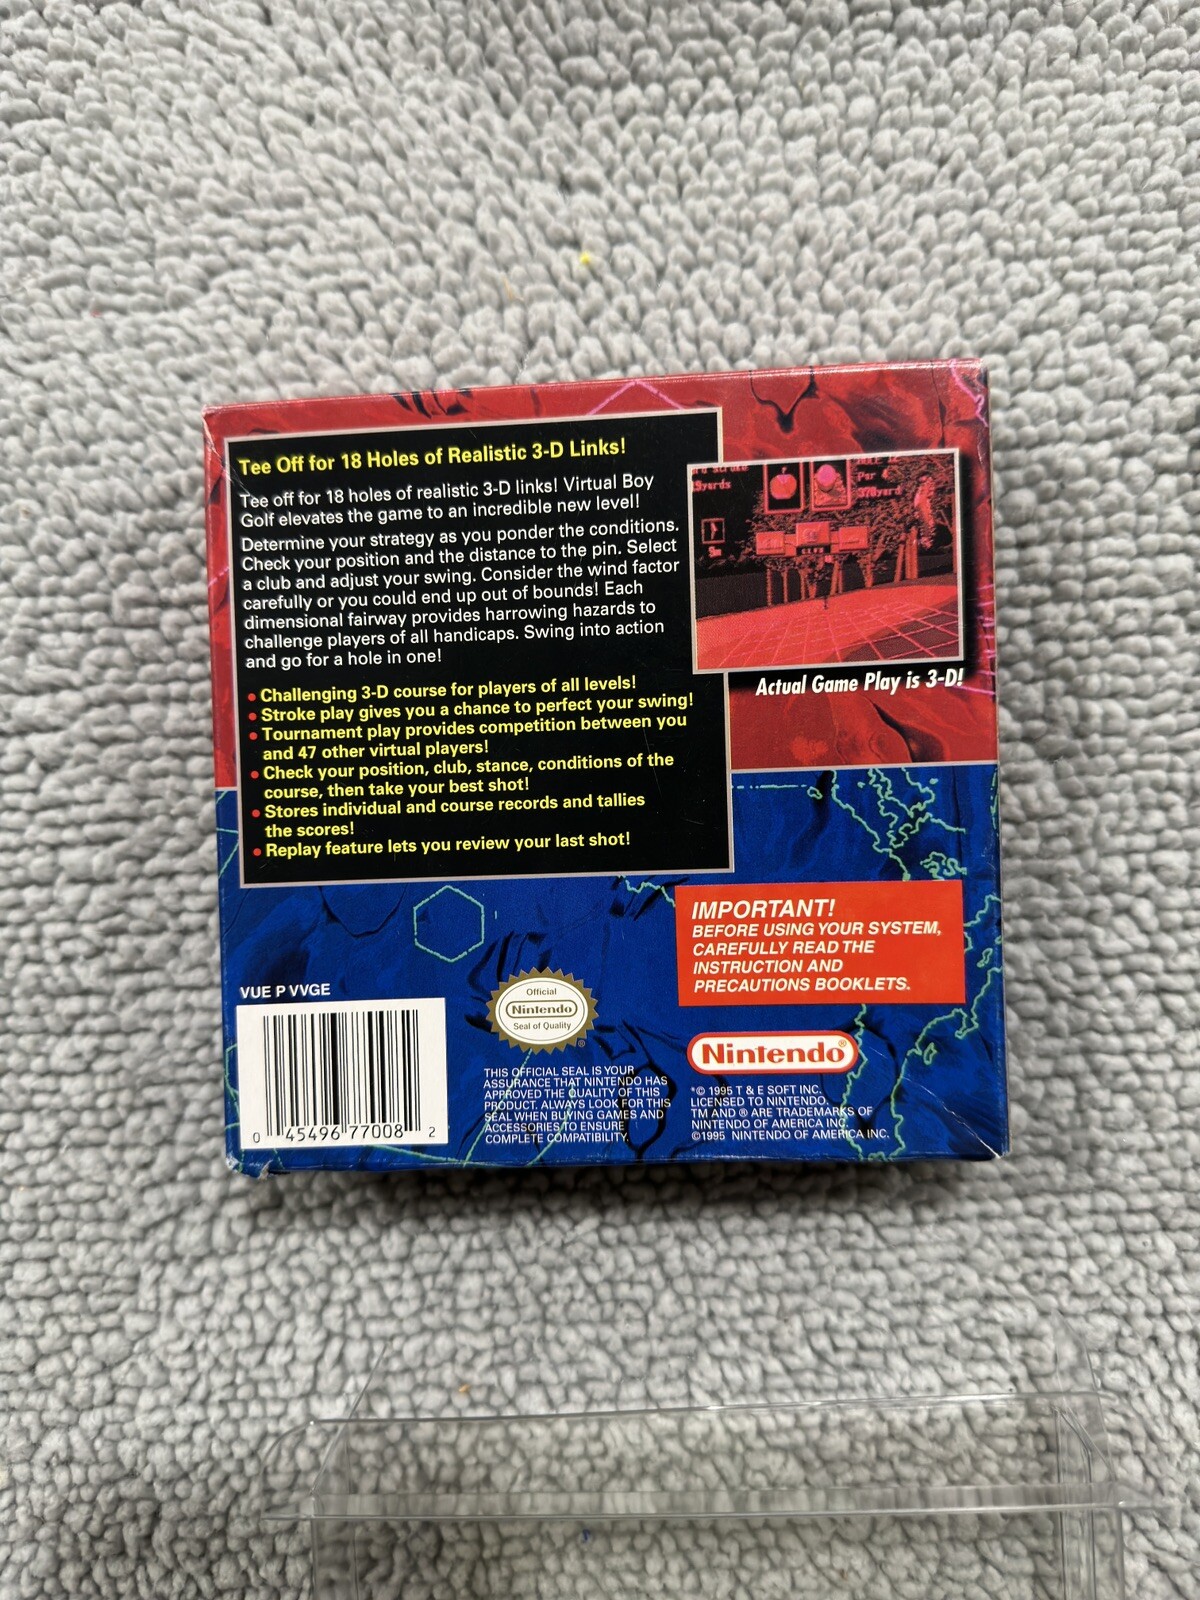 Tee Off for 18 Holes of Realistic 3-D Links!
Tee off for 18 holes of realistic 3-D links! Virtual Boy
Golf elevates the game to an incredible new level!
Determine your strategy as you ponder the conditions.
Check your position and the distance to the pin. Select
a club and adjust your swing. Consider the wind factor
carefully or you could end up out of bounds! Each
dimensional fairway provides harrowing hazards to
challenge players of all handicaps. Swing into action
and go for a hole in one!
• Challenging 3-D course for players of all levels!
• Stroke play gives you a chance to perfect your swing!
• Tournament play provides competition between you
and 47 other virtual players!
• Check your position, club, stance, conditions of the
course, then take your best shot!
• Stores individual and course records and tallies
the scores!
• Replay feature lets you review your last shot!
Par 4
370yard
CLUB
Actual Game Play is 3-D!
IMPORTANT!
BEFORE USING YOUR SYSTEM,
CAREFULLY READ THE
INSTRUCTION AND
PRECAUTIONS BOOKLETS.
VUE P VVGE
0 45496 77008 2
Official
Nintendo
Seal of Quality
®
THIS OFFICIAL SEAL IS YOUR
ASSURANCE THAT NINTENDO HAS
APPROVED THE QUALITY OF THIS
PRODUCT. ALWAYS LOOK FOR THIS
SEAL WHEN BUYING GAMES AND
ACCESSORIES TO ENSURE
COMPLETE COMPATIBILITY.
Nintendo®
*© 1995 T & E SOFT INC.
LICENSED TO NINTENDO.
TM AND ® ARE TRADEMARKS OF
NINTENDO OF AMERICA INC.
©1995 NINTENDO OF AMERICA INC.